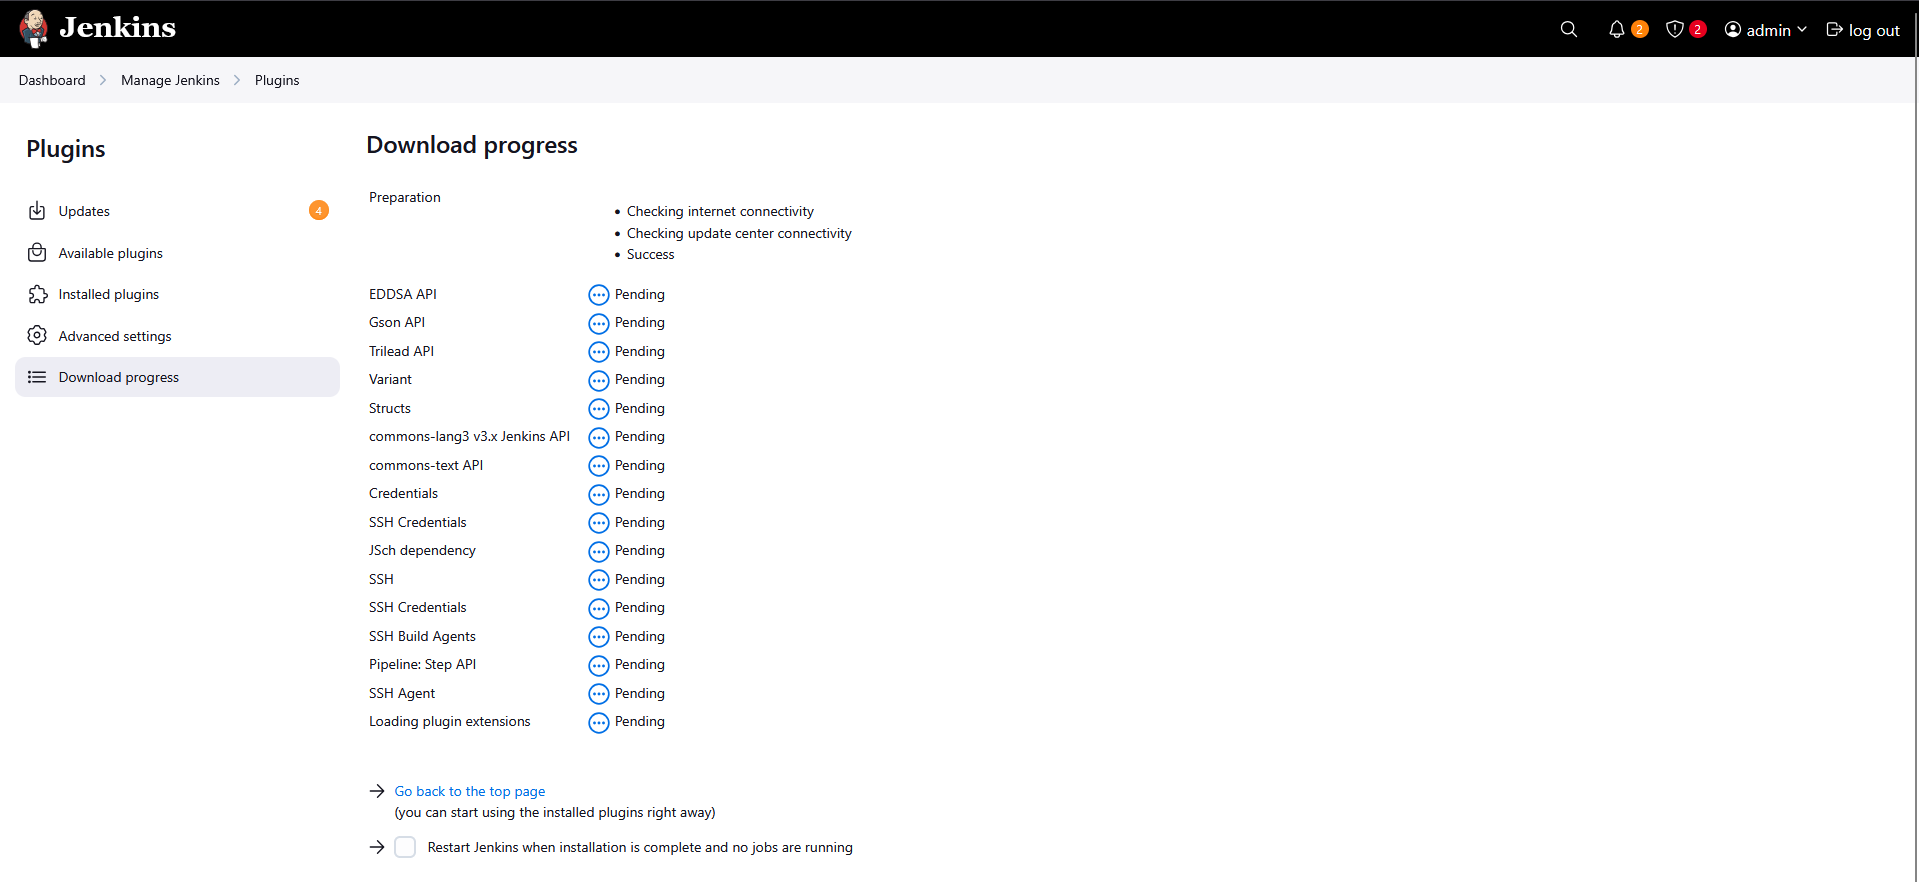 Jenkins
2
2
admin
log out
Dashboard
Manage Jenkins
Plugins
Plugins
Updates
4
Available plugins
Installed plugins
Advanced settings
Download progress
Download progress
Preparation
Checking internet connectivity
Checking update center connectivity
Success
EDDSA API Pending
Gson API Pending
Trilead API Pending
Variant Pending
Structs Pending
commons-lang3 v3.x Jenkins API Pending
commons-text API Pending
Credentials Pending
SSH Credentials Pending
JSch dependency Pending
SSH Pending
SSH Credentials Pending
SSH Build Agents Pending
Pipeline: Step API Pending
SSH Agent Pending
Loading plugin extensions Pending
Go back to the top page
(you can start using the installed plugins right away)
Restart Jenkins when installation is complete and no jobs are running